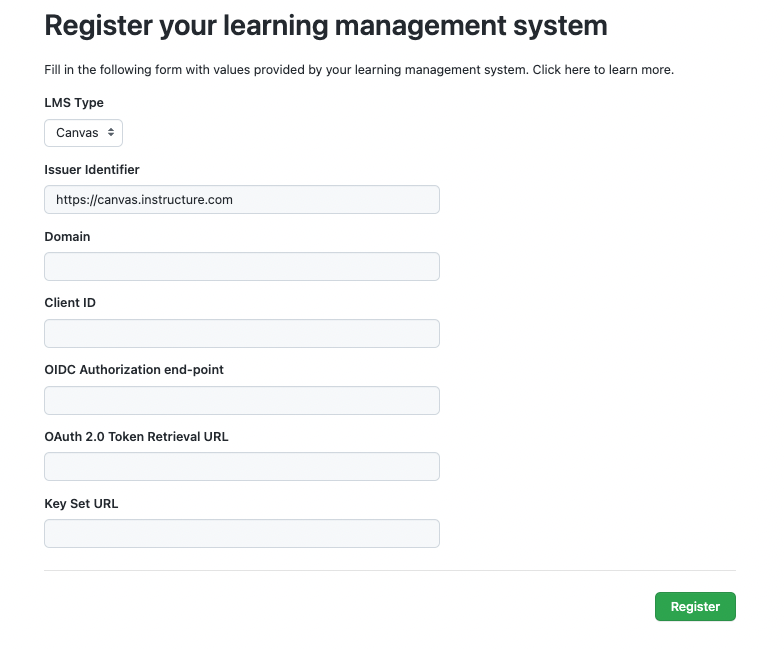 Register your learning management system
Fill in the following form with values provided by your learning management system. Click here to learn more.
LMS Type
Canvas
Issuer Identifier
https://canvas.instructure.com
Domain
Client ID
OIDC Authorization end-point
OAuth 2.0 Token Retrieval URL
Key Set URL
Register